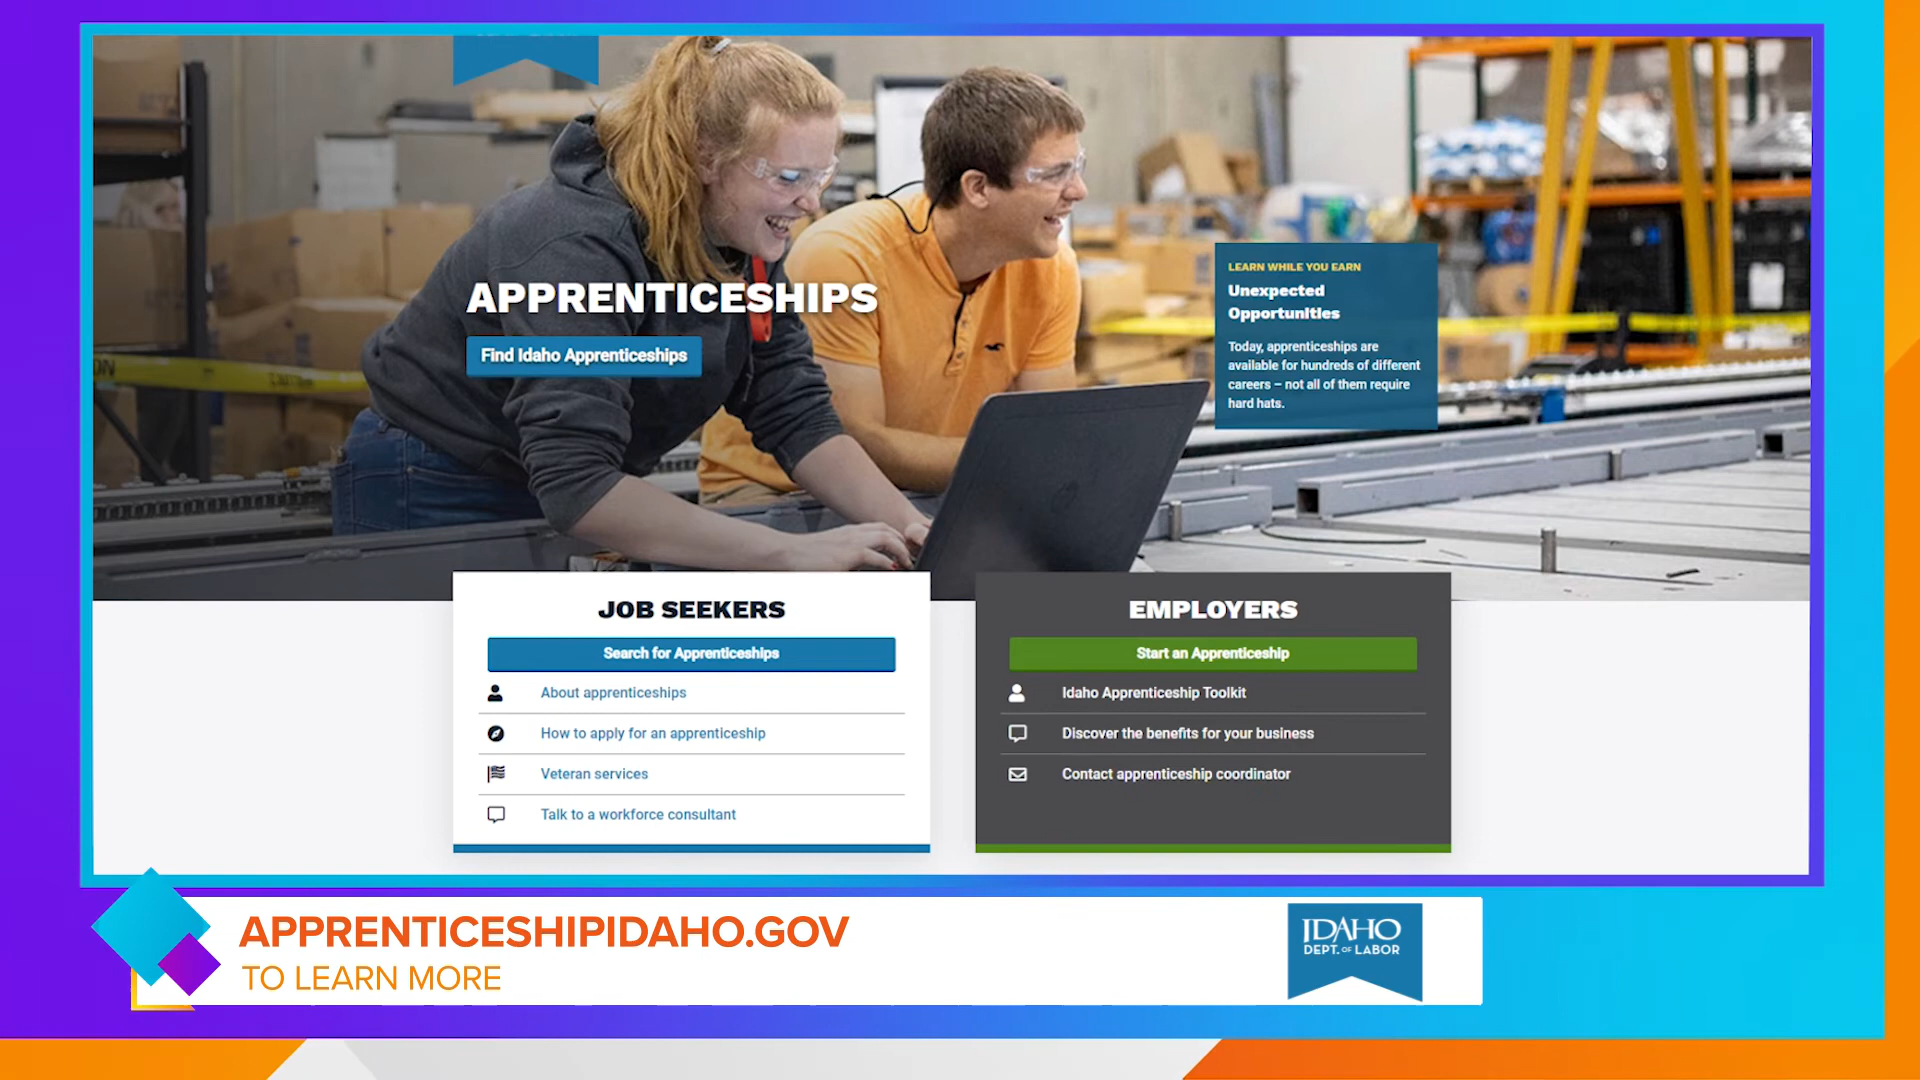 APPRENTICESHIPS
Find Idaho Apprenticeships
LEARN WHILE YOU EARN
Unexpected
Opportunities
Today, apprenticeships are
available for hundreds of different
careers – not all of them require
hard hats.
JOB SEEKERS
Search for Apprenticeships
About apprenticeships
How to apply for an apprenticeship
Veteran services
Talk to a workforce consultant
EMPLOYERS
Start an Apprenticeship
Idaho Apprenticeship Toolkit
Discover the benefits for your business
Contact apprenticeship coordinator
APPRENTICESHIPIDAHO.GOV
TO LEARN MORE
IDAHO
DEPT. OF LABOR